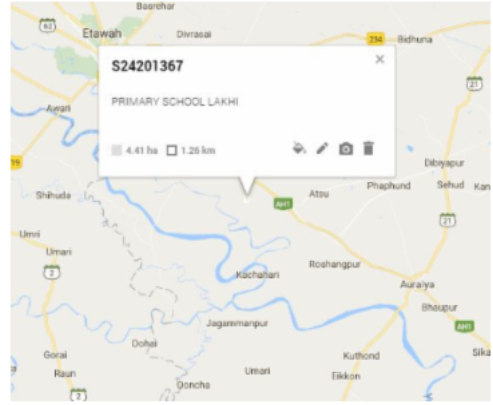 Basrehar
62
Etawah
Divrasai
234
Bidhuna
S24201367
×
21
PRIMARY SCHOOL LAKHI
Awari
4.41 ha 1.26 km
Dibiyapur
Shihuda
AH1
Atsu
Phaphund
Sehud
Kan
21
Umri
Umari
Roshangpur
2
Kachahari
Auraiya
Bhaupur
Jagammanpur
AH1
Dohai
Gorai
Kuthond
Sika
Raun
Umari
Eikkon
Goncha
2